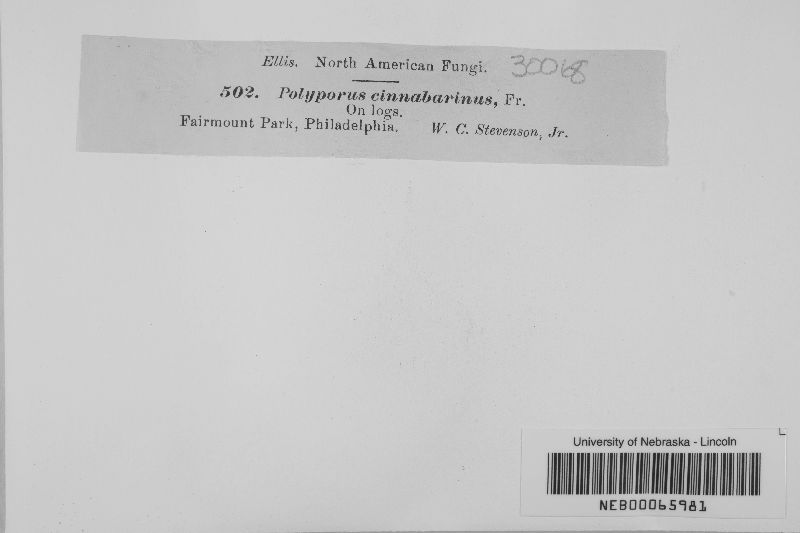 Ellis. North American Fungi. 30068
502. Polyporus cinnabarinus, Fr.
On logs.
Fairmount Park, Philadelphia. W. C. Stevenson, Jr.
University of Nebraska - Lincoln
NEB00065981